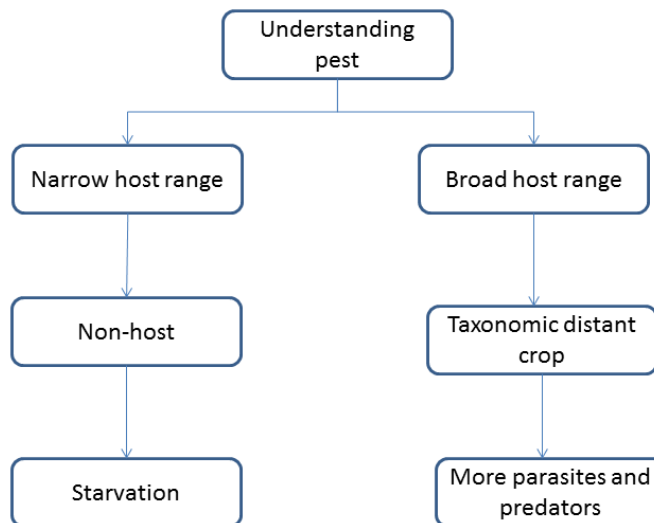 Understanding
pest
Narrow host range
Broad host range
Non-host
Taxonomic distant
crop
Starvation
More parasites and
predators